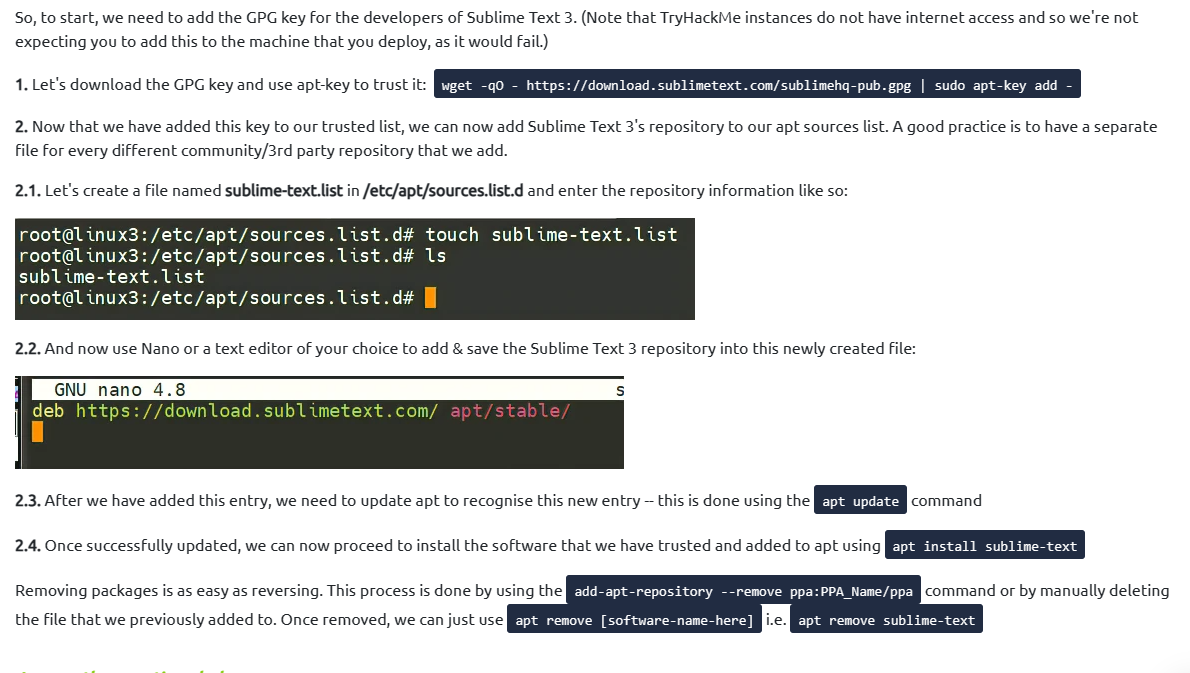 So, to start, we need to add the GPG key for the developers of Sublime Text 3. (Note that TryHackMe instances do not have internet access and so we're not
expecting you to add this to the machine that you deploy, as it would fail.)
1. Let's download the GPG key and use apt-key to trust it: wget -qO - https://download.sublimetext.com/sublimehq-pub.gpg | sudo apt-key add -
2. Now that we have added this key to our trusted list, we can now add Sublime Text 3's repository to our apt sources list. A good practice is to have a separate
file for every different community/3rd party repository that we add.
2.1. Let's create a file named sublime-text.list in /etc/apt/sources.list.d and enter the repository information like so:
root@linux3:/etc/apt/sources.list.d# touch sublime-text.list
root@linux3:/etc/apt/sources.list.d# ls
sublime-text.list
root@linux3:/etc/apt/sources.list.d#
2.2. And now use Nano or a text editor of your choice to add & save the Sublime Text 3 repository into this newly created file:
GNU nano 4.8 s
deb https://download.sublimetext.com/ apt/stable/
2.3. After we have added this entry, we need to update apt to recognise this new entry -- this is done using the apt update command
2.4. Once successfully updated, we can now proceed to install the software that we have trusted and added to apt using apt install sublime-text
Removing packages is as easy as reversing. This process is done by using the add-apt-repository --remove ppa:PPA_Name/ppa command or by manually deleting
the file that we previously added to. Once removed, we can just use apt remove [software-name-here] i.e. apt remove sublime-text